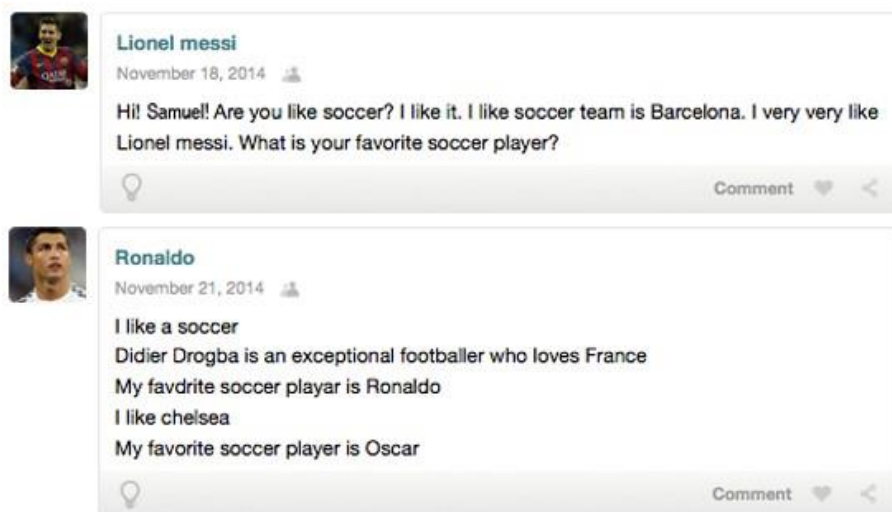 Lionel messi
November 18, 2014
Hi! Samuel! Are you like soccer? I like it. I like soccer team is Barcelona. I very very like
Lionel messi. What is your favorite soccer player?
Comment
Ronaldo
November 21, 2014
I like a soccer
Didier Drogba is an exceptional footballer who loves France
My favdrite soccer playar is Ronaldo
I like chelsea
My favorite soccer player is Oscar
Comment